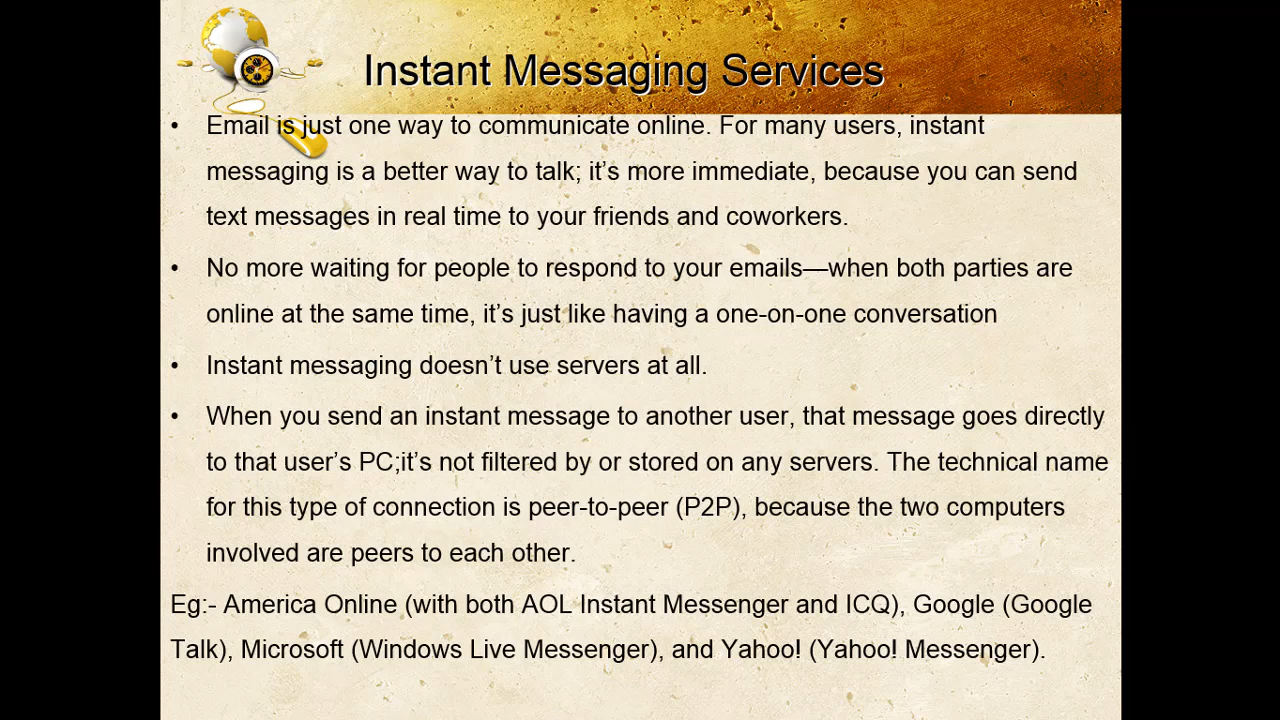 Instant Messaging Services
• Email is just one way to communicate online. For many users, instant
messaging is a better way to talk; it’s more immediate, because you can send
text messages in real time to your friends and coworkers.
• No more waiting for people to respond to your emails—when both parties are
online at the same time, it’s just like having a one-on-one conversation
• Instant messaging doesn’t use servers at all.
• When you send an instant message to another user, that message goes directly
to that user’s PC;it’s not filtered by or stored on any servers. The technical name
for this type of connection is peer-to-peer (P2P), because the two computers
involved are peers to each other.
Eg:- America Online (with both AOL Instant Messenger and ICQ), Google (Google
Talk), Microsoft (Windows Live Messenger), and Yahoo! (Yahoo! Messenger).